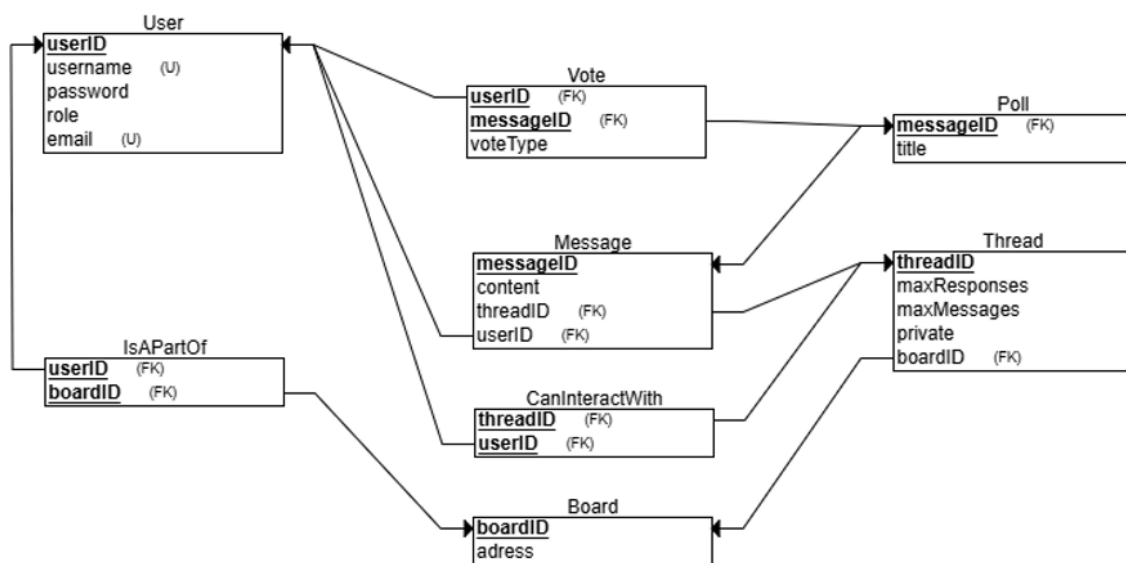 User
userID
username (U)
password
role
email (U)
Vote
userID (FK)
messageID (FK)
voteType
Poll
messageID (FK)
title
Message
messageID
content
threadID (FK)
userID (FK)
Thread
threadID
maxResponses
maxMessages
private
boardID (FK)
IsAPartOf
userID (FK)
boardID (FK)
CanInteractWith
threadID (FK)
userID (FK)
Board
boardID
adress